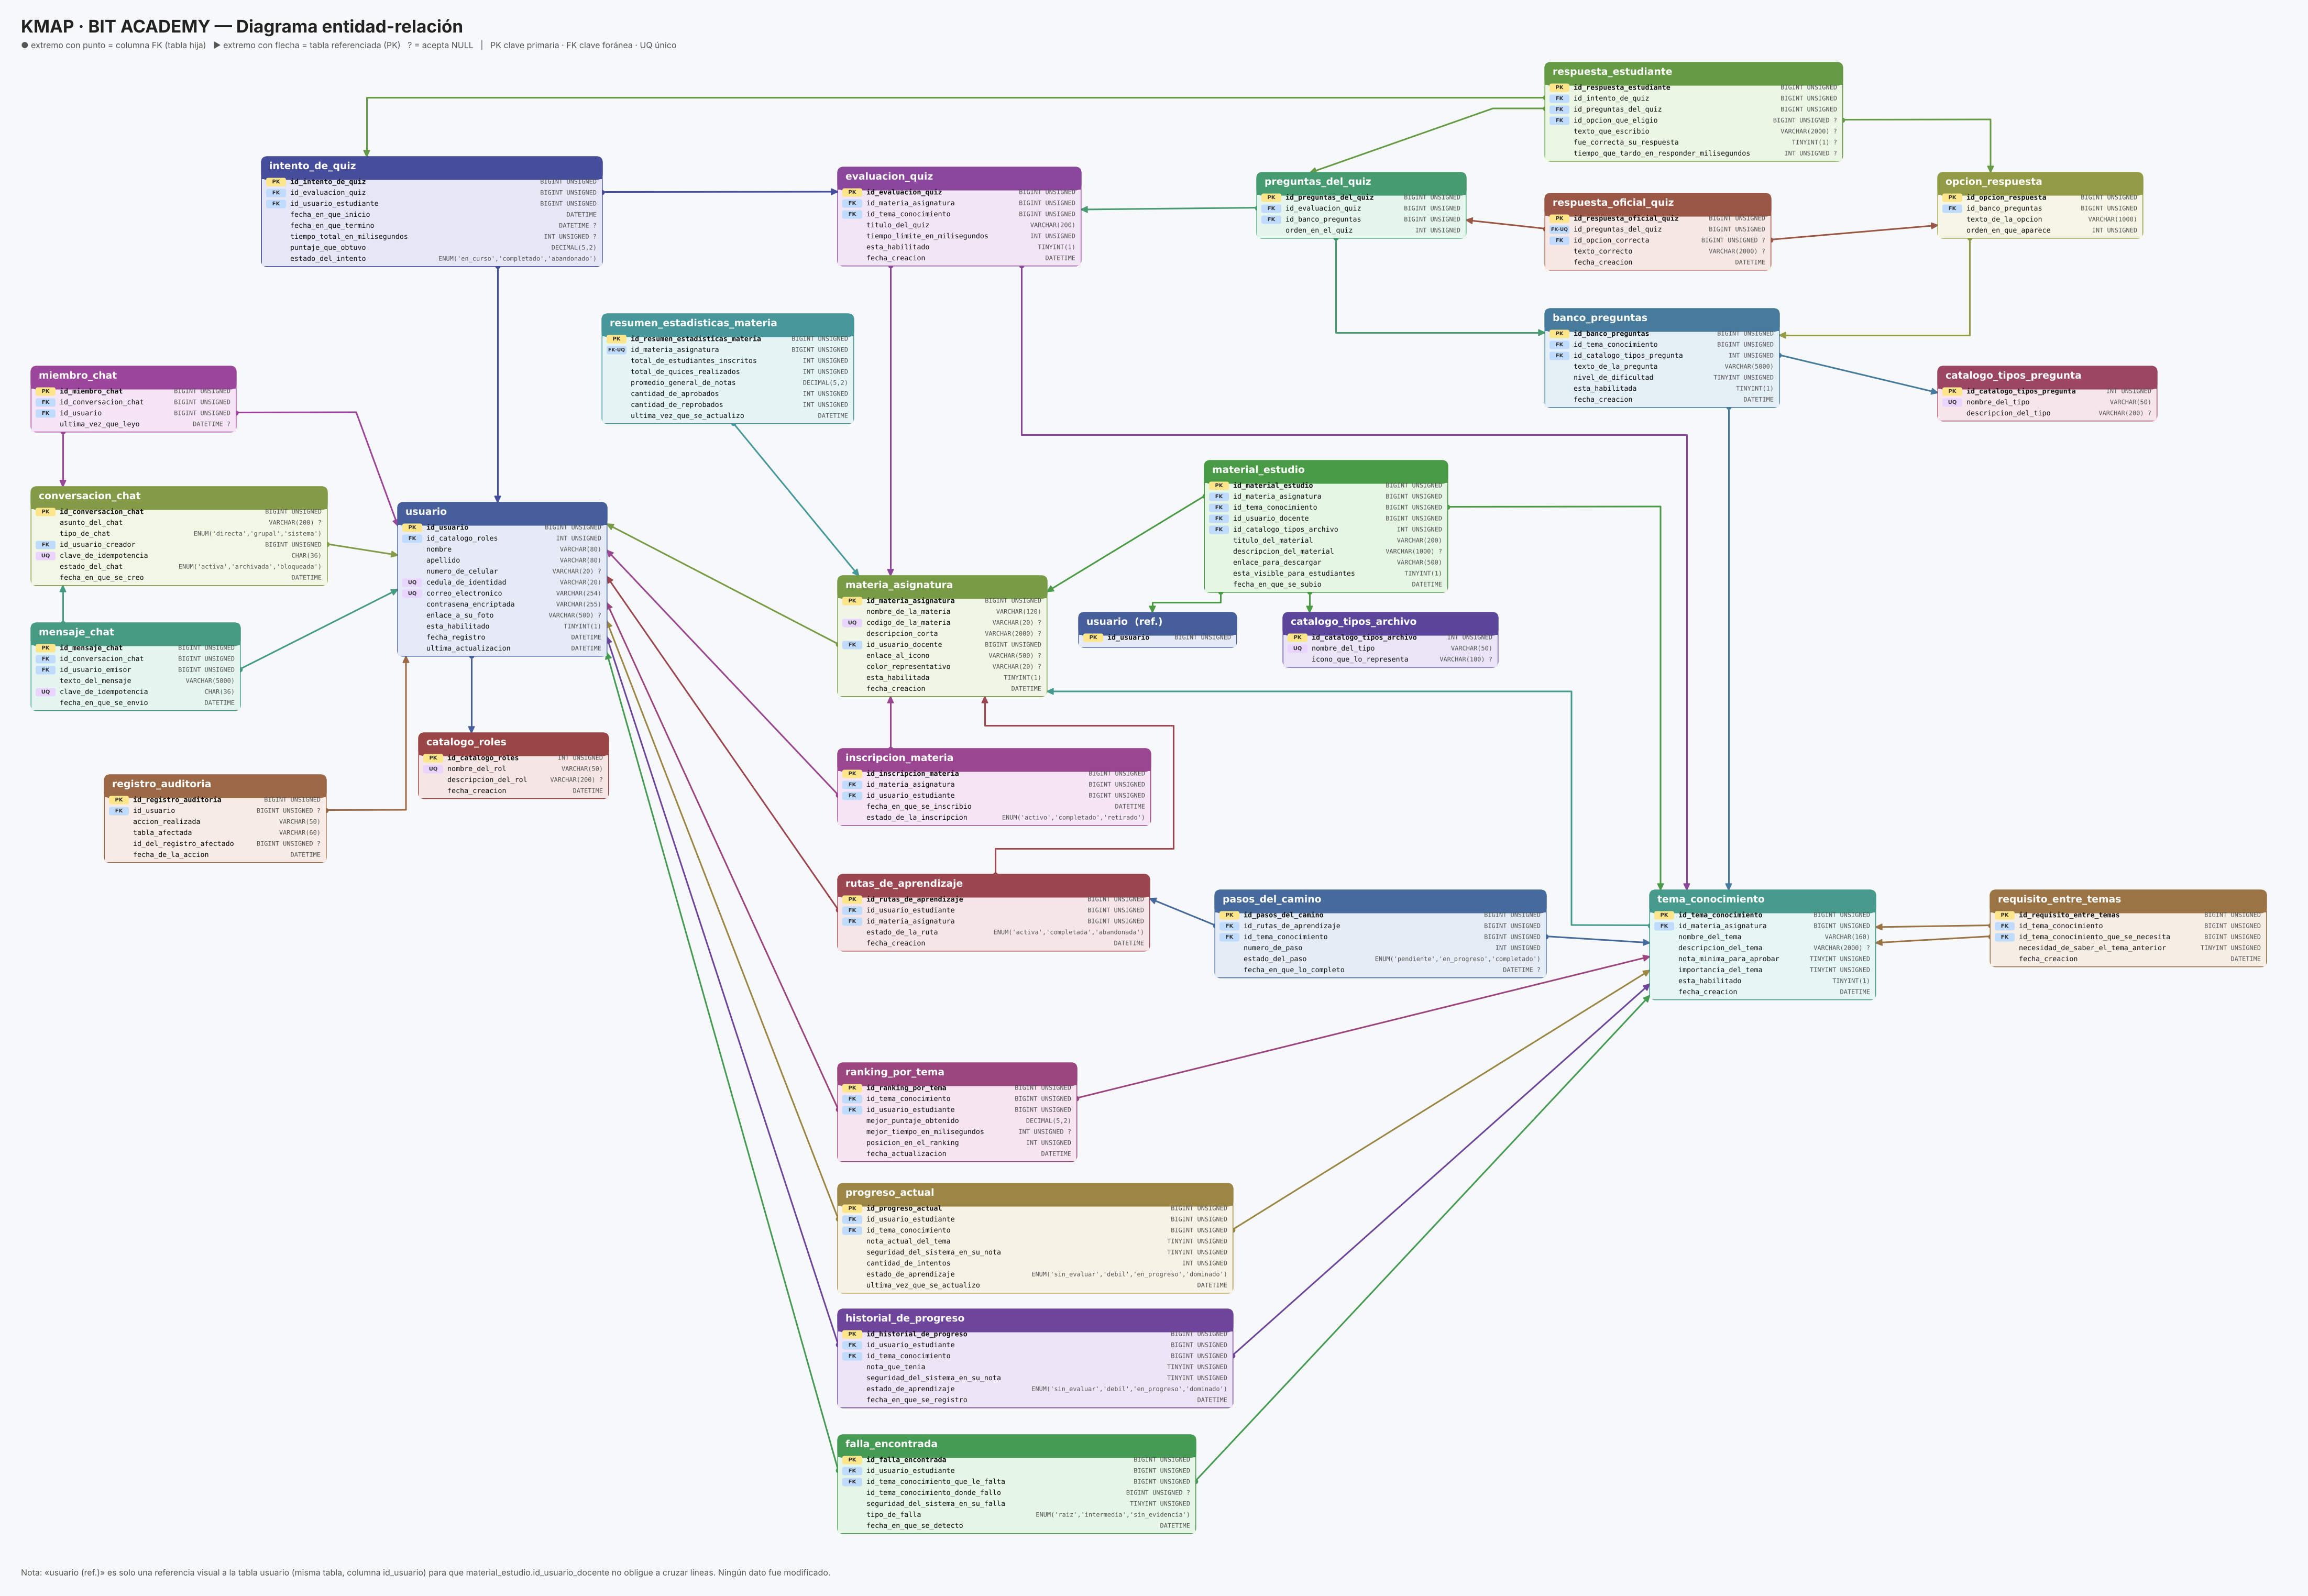 KMAP · BIT ACADEMY — Diagrama entidad-relación
● extremo con punto = columna FK (tabla hija) ▶ extremo con flecha = tabla referenciada (PK) ? = acepta NULL | PK clave primaria · FK clave foránea · UQ único
respuesta_estudiante
PK id_respuesta_estudiante BIGINT UNSIGNED
FK id_intento_de_quiz BIGINT UNSIGNED
FK id_preguntas_del_quiz BIGINT UNSIGNED
FK id_opcion_que_eligio BIGINT UNSIGNED ?
texto_que_escribio VARCHAR(2000) ?
fue_correcta_su_respuesta TINYINT(1) ?
tiempo_que_tardo_en_responder_milisegundos INT UNSIGNED ?
intento_de_quiz
PK id_intento_de_quiz BIGINT UNSIGNED
FK id_evaluacion_quiz BIGINT UNSIGNED
FK id_usuario_estudiante BIGINT UNSIGNED
fecha_en_que_inicio DATETIME
fecha_en_que_termino DATETIME ?
tiempo_total_en_milisegundos INT UNSIGNED ?
puntaje_que_obtuvo DECIMAL(5,2)
estado_del_intento ENUM('en_curso','completado','abandonado')
evaluacion_quiz
PK id_evaluacion_quiz BIGINT UNSIGNED
FK id_materia_asignatura BIGINT UNSIGNED
FK id_tema_conocimiento BIGINT UNSIGNED
titulo_del_quiz VARCHAR(200)
tiempo_limite_en_milisegundos INT UNSIGNED
esta_habilitado TINYINT(1)
fecha_creacion DATETIME
preguntas_del_quiz
PK id_preguntas_del_quiz BIGINT UNSIGNED
FK id_evaluacion_quiz BIGINT UNSIGNED
FK id_banco_preguntas BIGINT UNSIGNED
orden_en_el_quiz INT UNSIGNED
respuesta_oficial_quiz
PK id_respuesta_oficial_quiz BIGINT UNSIGNED
FK·UQ id_preguntas_del_quiz BIGINT UNSIGNED
FK id_opcion_correcta BIGINT UNSIGNED ?
texto_correcto VARCHAR(2000) ?
fecha_creacion DATETIME
opcion_respuesta
PK id_opcion_respuesta BIGINT UNSIGNED
FK id_banco_preguntas BIGINT UNSIGNED
texto_de_la_opcion VARCHAR(1000)
orden_en_que_aparece INT UNSIGNED
resumen_estadisticas_materia
PK id_resumen_estadisticas_materia BIGINT UNSIGNED
FK·UQ id_materia_asignatura BIGINT UNSIGNED
total_de_estudiantes_inscritos INT UNSIGNED
total_de_quices_realizados INT UNSIGNED
promedio_general_de_notas DECIMAL(5,2)
cantidad_de_aprobados INT UNSIGNED
cantidad_de_reprobados INT UNSIGNED
ultima_vez_que_se_actualizo DATETIME
banco_preguntas
PK id_banco_preguntas BIGINT UNSIGNED
FK id_tema_conocimiento BIGINT UNSIGNED
FK id_catalogo_tipos_pregunta INT UNSIGNED
texto_de_la_pregunta VARCHAR(5000)
nivel_de_dificultad TINYINT UNSIGNED
esta_habilitada TINYINT(1)
fecha_creacion DATETIME
catalogo_tipos_pregunta
PK id_catalogo_tipos_pregunta INT UNSIGNED
UQ nombre_del_tipo VARCHAR(50)
descripcion_del_tipo VARCHAR(200) ?
miembro_chat
PK id_miembro_chat BIGINT UNSIGNED
FK id_conversacion_chat BIGINT UNSIGNED
FK id_usuario BIGINT UNSIGNED
ultima_vez_que_leyo DATETIME ?
conversacion_chat
PK id_conversacion_chat BIGINT UNSIGNED
asunto_del_chat VARCHAR(200) ?
tipo_de_chat ENUM('directa','grupal','sistema')
FK id_usuario_creador BIGINT UNSIGNED
UQ clave_de_idempotencia CHAR(36)
estado_del_chat ENUM('activa','archivada','bloqueada')
fecha_en_que_se_creo DATETIME
usuario
PK id_usuario BIGINT UNSIGNED
FK id_catalogo_roles INT UNSIGNED
nombre VARCHAR(80)
apellido VARCHAR(80)
numero_de_celular VARCHAR(20) ?
UQ cedula_de_identidad VARCHAR(20)
UQ correo_electronico VARCHAR(254)
contrasena_encriptada VARCHAR(255)
enlace_a_su_foto VARCHAR(500) ?
esta_habilitado TINYINT(1)
fecha_registro DATETIME
ultima_actualizacion DATETIME
material_estudio
PK id_material_estudio BIGINT UNSIGNED
FK id_materia_asignatura BIGINT UNSIGNED
FK id_tema_conocimiento BIGINT UNSIGNED
FK id_usuario_docente BIGINT UNSIGNED
FK id_catalogo_tipos_archivo INT UNSIGNED
titulo_del_material VARCHAR(200)
descripcion_del_material VARCHAR(1000) ?
enlace_para_descargar VARCHAR(500)
esta_visible_para_estudiantes TINYINT(1)
fecha_en_que_se_subio DATETIME
materia_asignatura
PK id_materia_asignatura BIGINT UNSIGNED
nombre_de_la_materia VARCHAR(120)
UQ codigo_de_la_materia VARCHAR(20) ?
descripcion_corta VARCHAR(2000) ?
FK id_usuario_docente BIGINT UNSIGNED
enlace_al_icono VARCHAR(500) ?
color_representativo VARCHAR(20) ?
esta_habilitada TINYINT(1)
fecha_creacion DATETIME
usuario (ref.)
PK id_usuario BIGINT UNSIGNED
catalogo_tipos_archivo
PK id_catalogo_tipos_archivo INT UNSIGNED
UQ nombre_del_tipo VARCHAR(50)
icono_que_lo_representa VARCHAR(100) ?
mensaje_chat
PK id_mensaje_chat BIGINT UNSIGNED
FK id_conversacion_chat BIGINT UNSIGNED
FK id_usuario_emisor BIGINT UNSIGNED
texto_del_mensaje VARCHAR(5000)
UQ clave_de_idempotencia CHAR(36)
fecha_en_que_se_envio DATETIME
catalogo_roles
PK id_catalogo_roles INT UNSIGNED
UQ nombre_del_rol VARCHAR(50)
descripcion_del_rol VARCHAR(200) ?
fecha_creacion DATETIME
inscripcion_materia
PK id_inscripcion_materia BIGINT UNSIGNED
FK id_materia_asignatura BIGINT UNSIGNED
FK id_usuario_estudiante BIGINT UNSIGNED
fecha_en_que_se_inscribio DATETIME
estado_de_la_inscripcion ENUM('activo','completado','retirado')
registro_auditoria
PK id_registro_auditoria BIGINT UNSIGNED
FK id_usuario BIGINT UNSIGNED ?
accion_realizada VARCHAR(50)
tabla_afectada VARCHAR(60)
id_del_registro_afectado BIGINT UNSIGNED ?
fecha_de_la_accion DATETIME
rutas_de_aprendizaje
PK id_rutas_de_aprendizaje BIGINT UNSIGNED
FK id_usuario_estudiante BIGINT UNSIGNED
FK id_materia_asignatura BIGINT UNSIGNED
estado_de_la_ruta ENUM('activa','completada','abandonada')
fecha_creacion DATETIME
pasos_del_camino
PK id_pasos_del_camino BIGINT UNSIGNED
FK id_rutas_de_aprendizaje BIGINT UNSIGNED
FK id_tema_conocimiento BIGINT UNSIGNED
numero_de_paso INT UNSIGNED
estado_del_paso ENUM('pendiente','en_progreso','completado')
fecha_en_que_lo_completo DATETIME ?
tema_conocimiento
PK id_tema_conocimiento BIGINT UNSIGNED
FK id_materia_asignatura BIGINT UNSIGNED
nombre_del_tema VARCHAR(160)
descripcion_del_tema VARCHAR(2000) ?
nota_minima_para_aprobar TINYINT UNSIGNED
importancia_del_tema TINYINT UNSIGNED
esta_habilitado TINYINT(1)
fecha_creacion DATETIME
requisito_entre_temas
PK id_requisito_entre_temas BIGINT UNSIGNED
FK id_tema_conocimiento BIGINT UNSIGNED
FK id_tema_conocimiento_que_se_necesita BIGINT UNSIGNED
necesidad_de_saber_el_tema_anterior TINYINT UNSIGNED
fecha_creacion DATETIME
ranking_por_tema
PK id_ranking_por_tema BIGINT UNSIGNED
FK id_tema_conocimiento BIGINT UNSIGNED
FK id_usuario_estudiante BIGINT UNSIGNED
mejor_puntaje_obtenido DECIMAL(5,2)
mejor_tiempo_en_milisegundos INT UNSIGNED ?
posicion_en_el_ranking INT UNSIGNED
fecha_actualizacion DATETIME
progreso_actual
PK id_progreso_actual BIGINT UNSIGNED
FK id_usuario_estudiante BIGINT UNSIGNED
FK id_tema_conocimiento BIGINT UNSIGNED
nota_actual_del_tema TINYINT UNSIGNED
seguridad_del_sistema_en_su_nota TINYINT UNSIGNED
cantidad_de_intentos INT UNSIGNED
estado_de_aprendizaje ENUM('sin_evaluar','debil','en_progreso','dominado')
ultima_vez_que_se_actualizo DATETIME
historial_de_progreso
PK id_historial_de_progreso BIGINT UNSIGNED
FK id_usuario_estudiante BIGINT UNSIGNED
FK id_tema_conocimiento BIGINT UNSIGNED
nota_que_tenia TINYINT UNSIGNED
seguridad_del_sistema_en_su_nota TINYINT UNSIGNED
estado_de_aprendizaje ENUM('sin_evaluar','debil','en_progreso','dominado')
fecha_en_que_se_registro DATETIME
falla_encontrada
PK id_falla_encontrada BIGINT UNSIGNED
FK id_usuario_estudiante BIGINT UNSIGNED
FK id_tema_conocimiento_que_le_falta BIGINT UNSIGNED
id_tema_conocimiento_donde_fallo BIGINT UNSIGNED ?
seguridad_del_sistema_en_su_falla TINYINT UNSIGNED
tipo_de_falla ENUM('raiz','intermedia','sin_evidencia')
fecha_en_que_se_detecto DATETIME
Nota: «usuario (ref.)» es solo una referencia visual a la tabla usuario (misma tabla, columna id_usuario) para que material_estudio.id_usuario_docente no obligue a cruzar líneas. Ningún dato fue modificado.